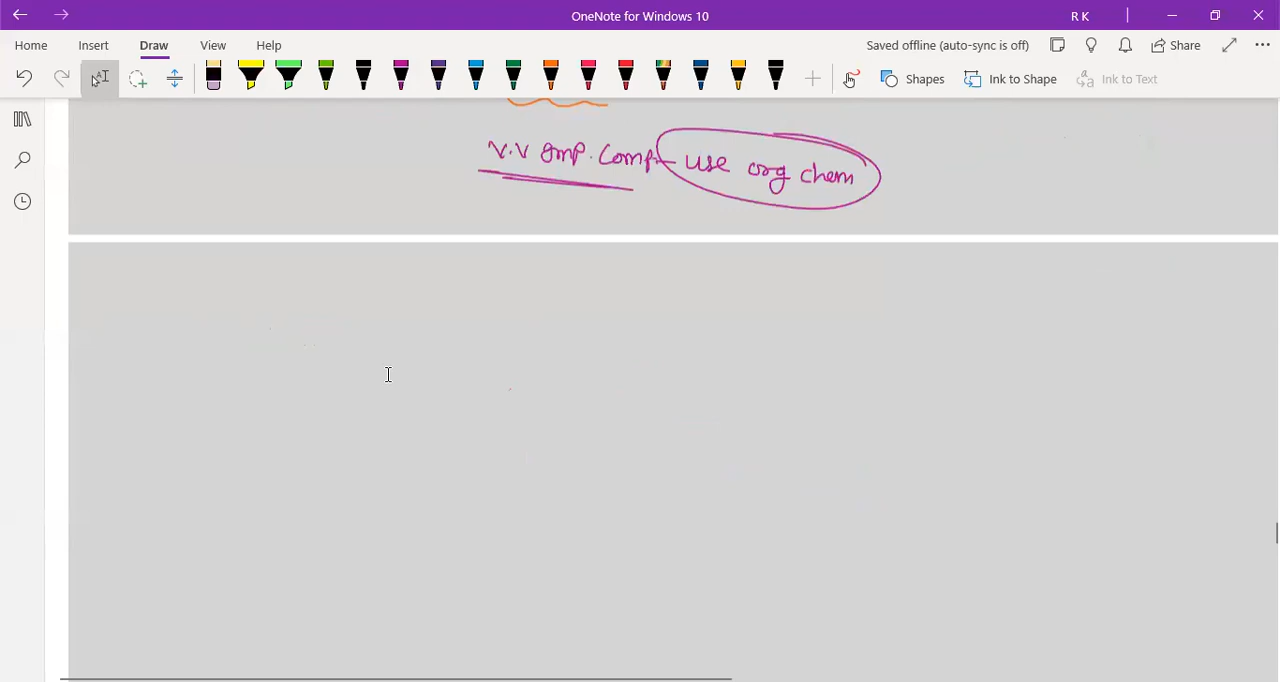 OneNote for Windows 10
R K
Home Insert Draw View Help
Saved offline (auto-sync is off) Share
Shapes Ink to Shape Ink to Text
V.V Imp. Comp- use org chem